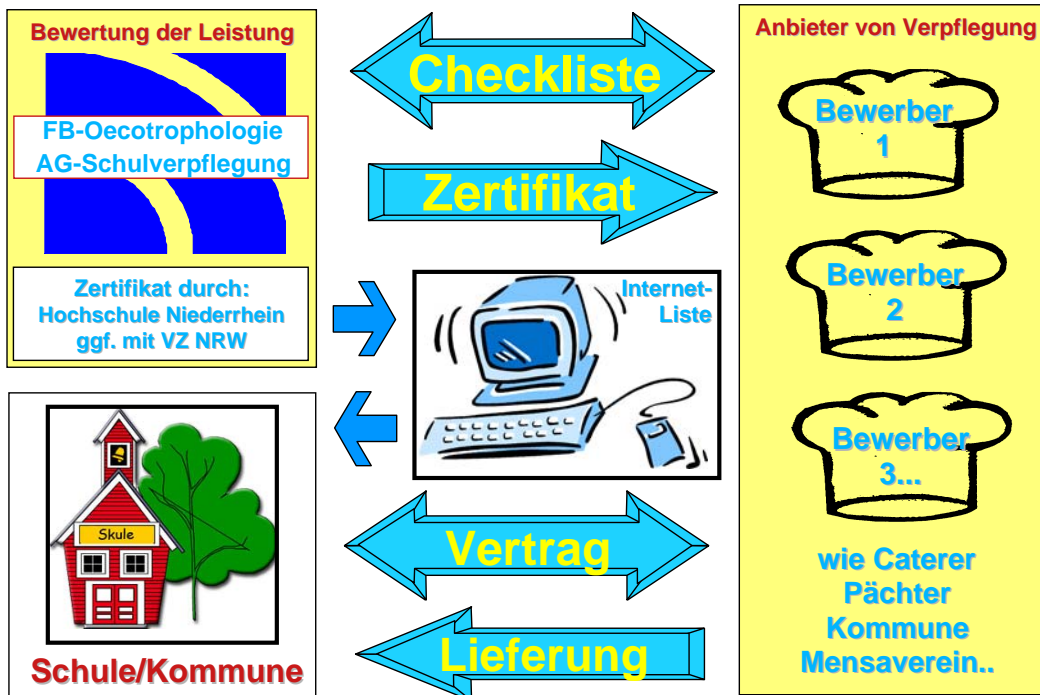 Bewertung der Leistung
FB-Oecotrophologie
AG-Schulverpflegung
Zertifikat durch:
Hochschule Niederrhein
ggf. mit VZ NRW
Checkliste
Zertifikat
Internet-
Liste
Vertrag
Lieferung
Skule
Schule/Kommune
Anbieter von Verpflegung
Bewerber
1
Bewerber
2
Bewerber
3...
wie Caterer
Pächter
Kommune
Mensaverein..